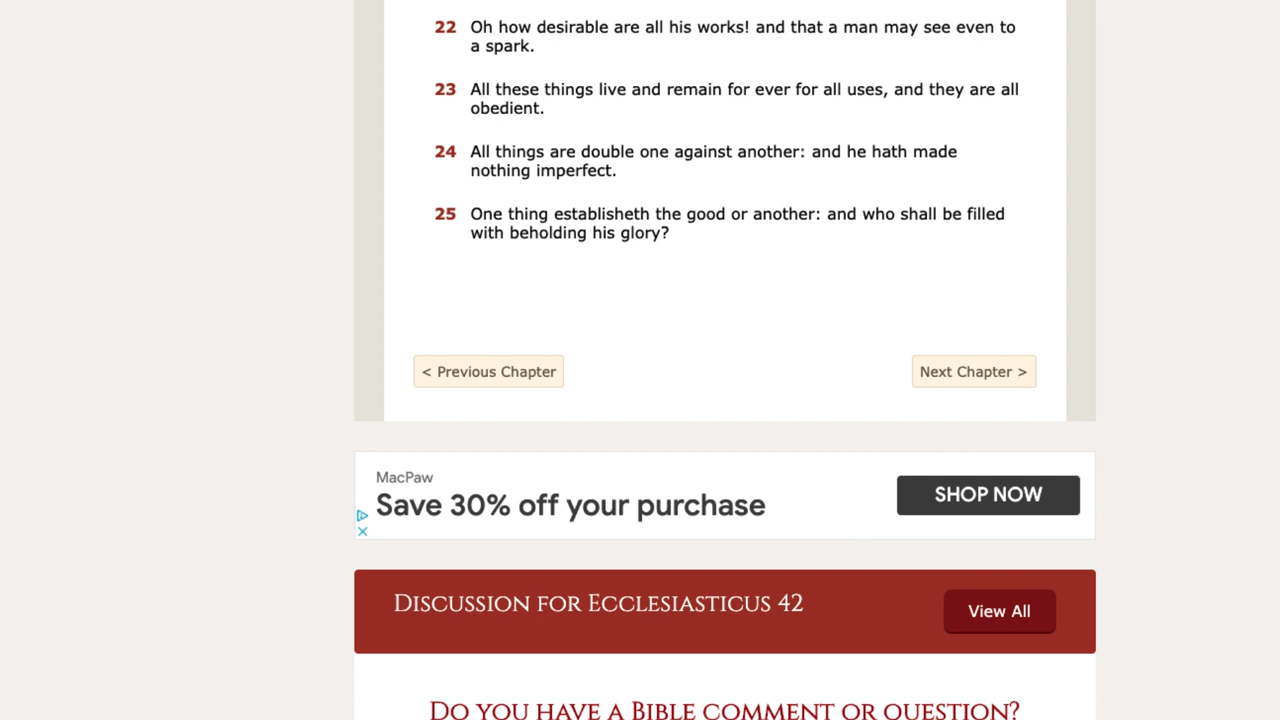 22 Oh how desirable are all his works! and that a man may see even to
a spark.
23 All these things live and remain for ever for all uses, and they are all
obedient.
24 All things are double one against another: and he hath made
nothing imperfect.
25 One thing establisheth the good or another: and who shall be filled
with beholding his glory?
< Previous Chapter
Next Chapter >
MacPaw
Save 30% off your purchase
SHOP NOW
Discussion for Ecclesiasticus 42
View All
Do you have a Bible comment or question?